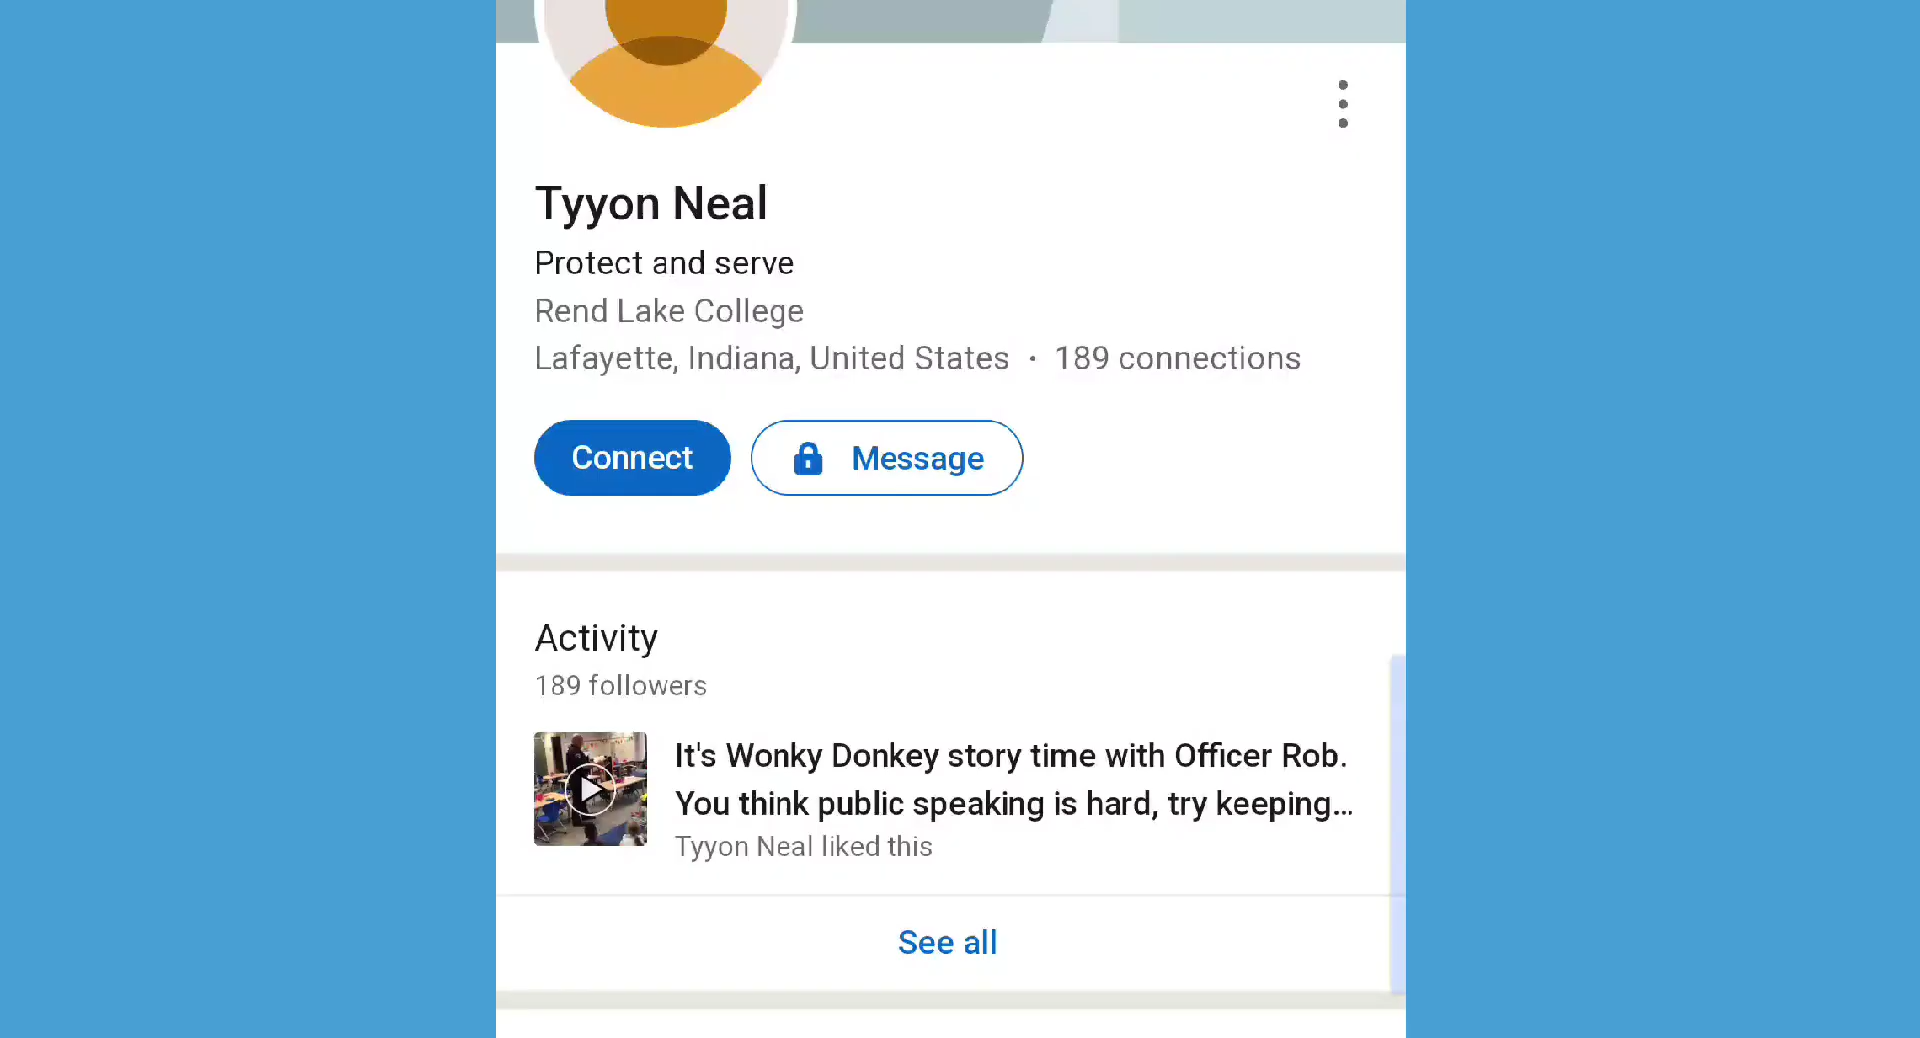 Tyyon Neal
Protect and serve
Rend Lake College
Lafayette, Indiana, United States · 189 connections
Connect
Message
Activity
189 followers
It's Wonky Donkey story time with Officer Rob.
You think public speaking is hard, try keeping...
Tyyon Neal liked this
See all